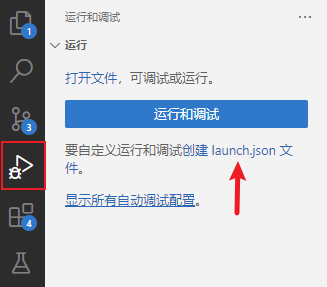 运行和调试
1
运行
打开文件，可调试或运行。
运行和调试
3
要自定义运行和调试创建 launch.json 文
件。
显示所有自动调试配置。
4